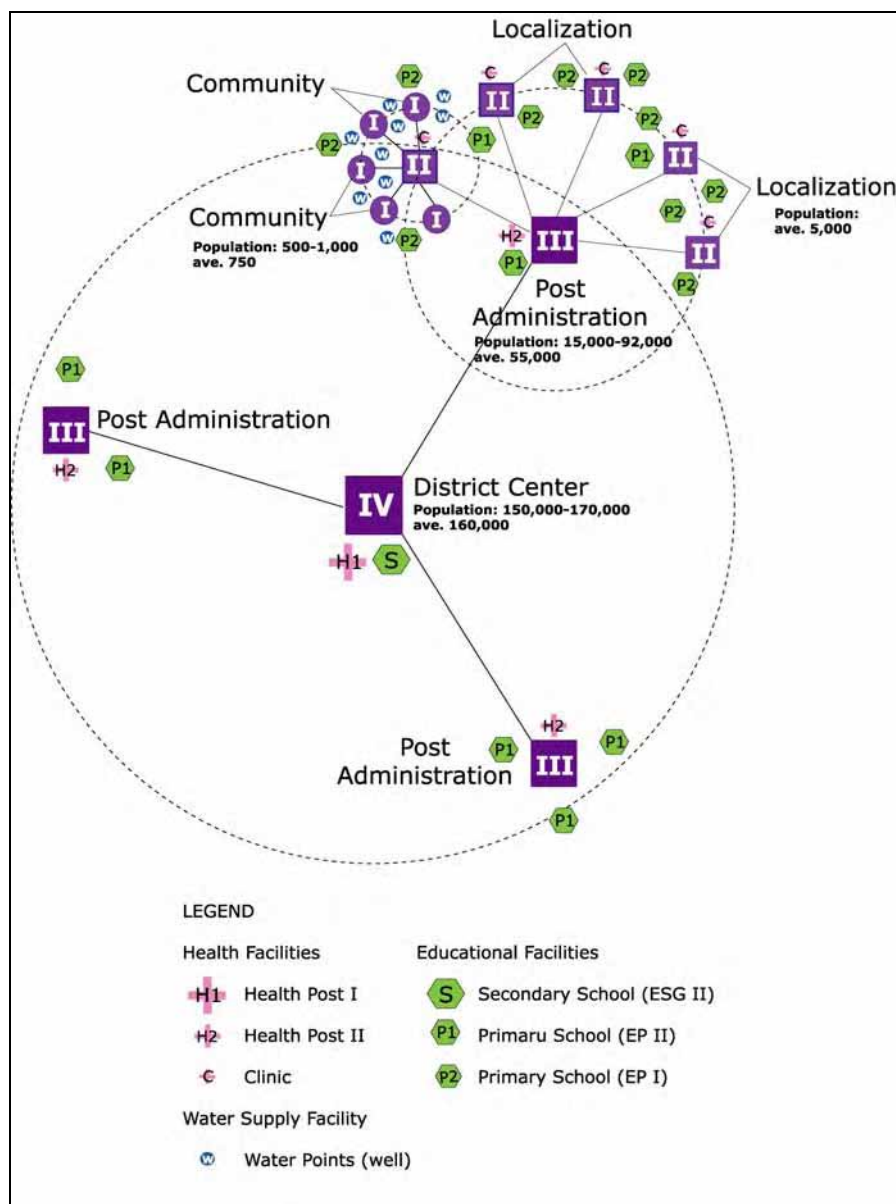 Localization
C
C
P2
P2
P2
Community
W
W
W
W
I
I
II
II
P2
P2
C
C
P1
P2
W
W
I
II
P1
II
P2
Localization
Population:
ave. 5,000
W
W
I
I
P2
C
Community
Population: 500-1,000
ave. 750
W
P2
H2
III
P1
II
P2
Post
Administration
Population: 15,000-92,000
ave. 55,000
P1
III
Post Administration
H2
P1
IV
District Center
Population: 150,000-170,000
ave. 160,000
H1
S
H2
Post
Administration
P1
III
P1
P1
LEGEND
Health Facilities
H1 Health Post I
H2 Health Post II
C Clinic
Water Supply Facility
W Water Points (well)
Educational Facilities
S Secondary School (ESG II)
P1 Primaru School (EP II)
P2 Primary School (EP I)